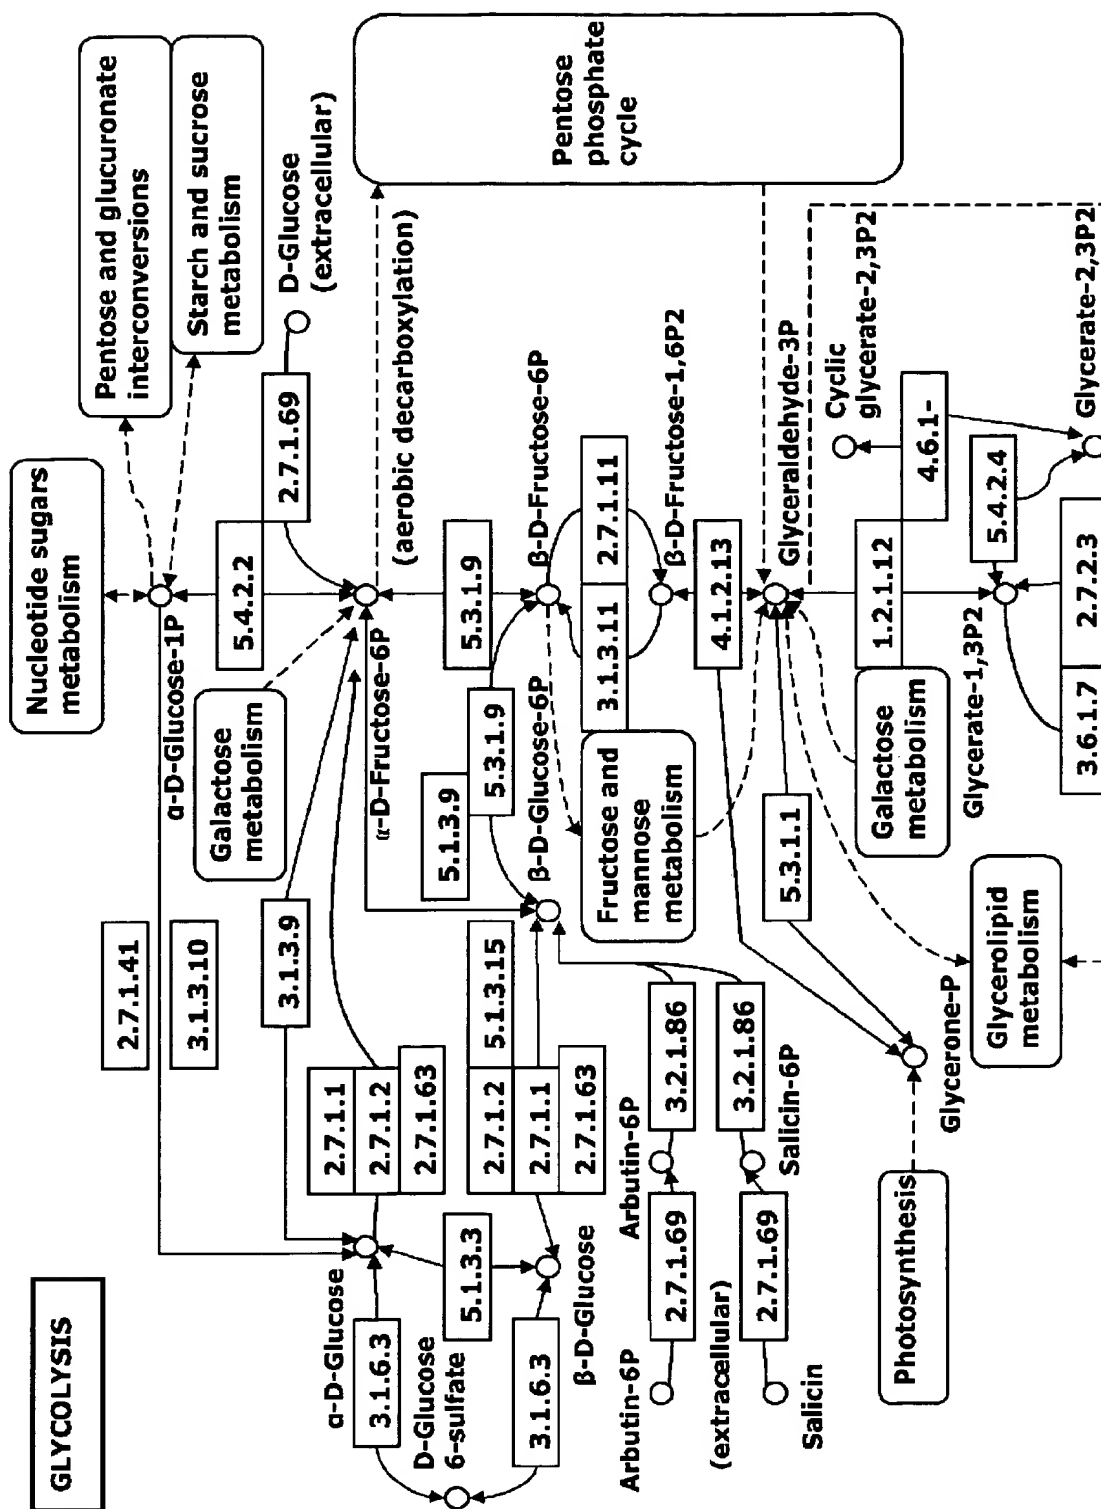 GLYCOLYSIS
Nucleotide sugars
metabolism
Pentose and glucuronate
interconversions
Starch and sucrose
metabolism
α-D-Glucose-1P
2.7.1.41
3.1.3.10
5.4.2.2
2.7.1.69
D-Glucose
(extracellular)
Galactose
metabolism
3.1.3.9
α-D-Fructose-6P
(aerobic decarboxylation)
Pentose
phosphate
cycle
α-D-Glucose
2.7.1.1
2.7.1.2
2.7.1.63
3.1.6.3
D-Glucose
6-sulfate
5.1.3.3
3.1.6.3
β-D-Glucose
5.1.3.15
2.7.1.2
2.7.1.1
2.7.1.63
5.1.3.9
5.3.1.9
5.3.1.9
β-D-Glucose-6P
β-D-Fructose-6P
3.1.3.11
2.7.1.11
β-D-Fructose-1,6P2
Fructose and
mannose
metabolism
Arbutin-6P
Arbutin-6P
2.7.1.69
3.2.1.86
(extracellular)
Salicin
2.7.1.69
3.2.1.86
Salicin-6P
4.1.2.13
Glyceraldehyde-3P
5.3.1.1
Photosynthesis
Glycerone-P
Glycerolipid
metabolism
Galactose
metabolism
1.2.1.12
Cyclic
glycerate-2,3P2
4.6.1-
Glycerate-1,3P2
5.4.2.4
Glycerate-2,3P2
3.6.1.7
2.7.2.3